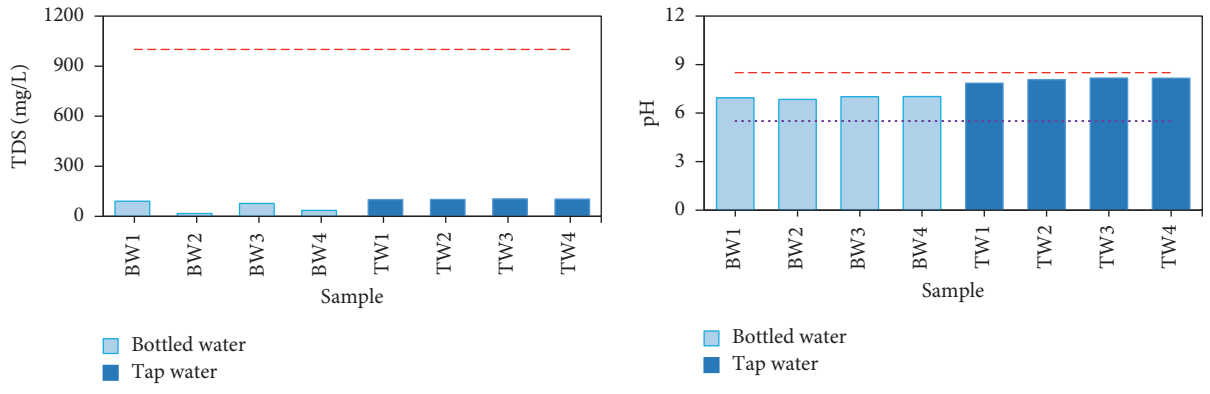 TDS (mg/L)
1200
900
600
300
0
BW1
BW2
BW3
BW4
TW1
TW2
TW3
TW4
Sample
Bottled water
Tap water
pH
12
9
6
3
0
BW1
BW2
BW3
BW4
TW1
TW2
TW3
TW4
Sample
Bottled water
Tap water